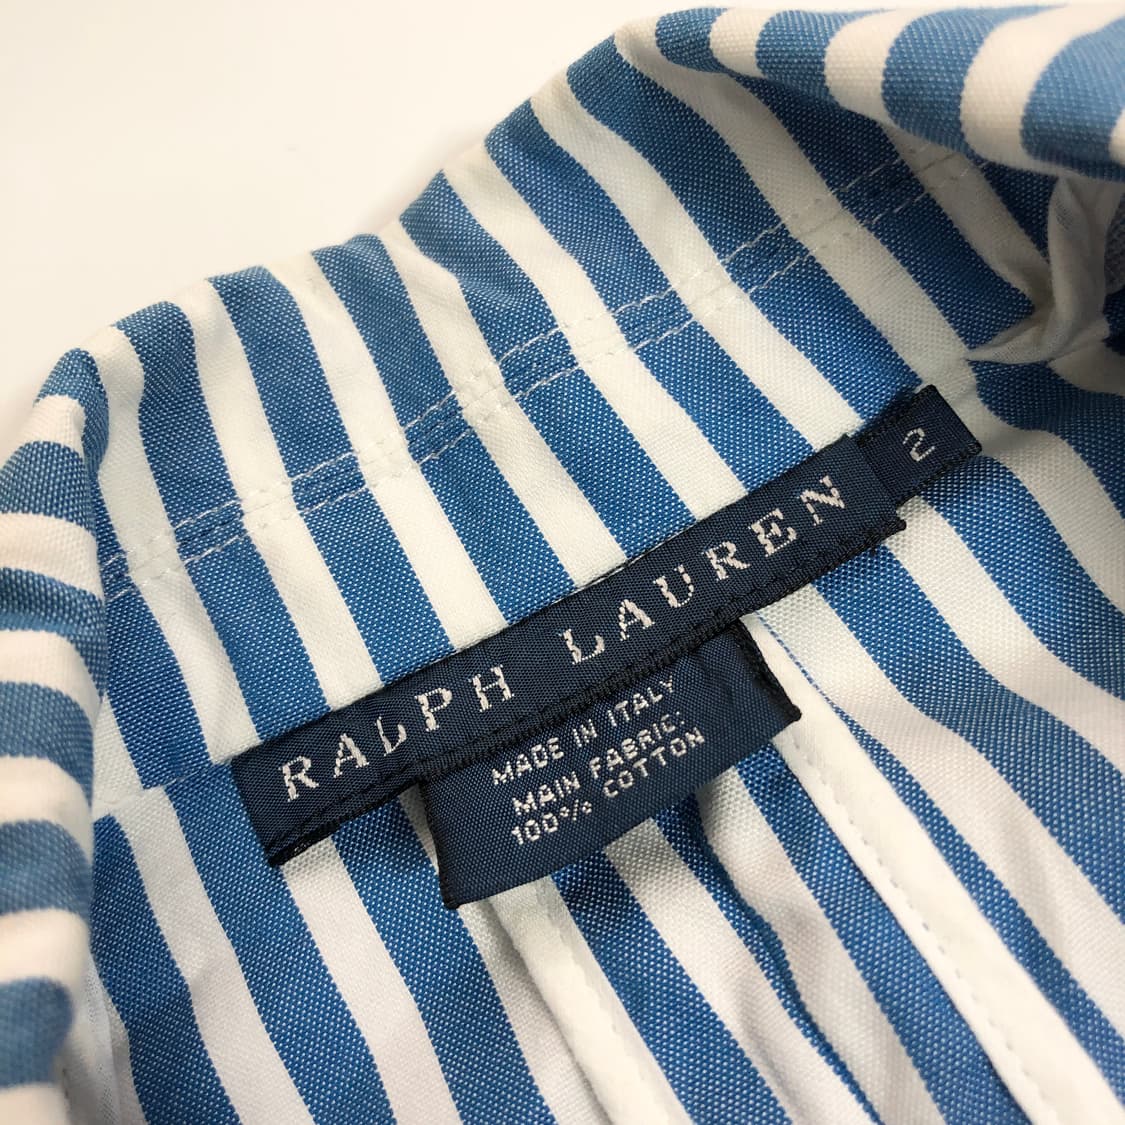 RALPH LAUREN
2
MADE IN ITALY
MAIN FABRIC:
100% COTTON